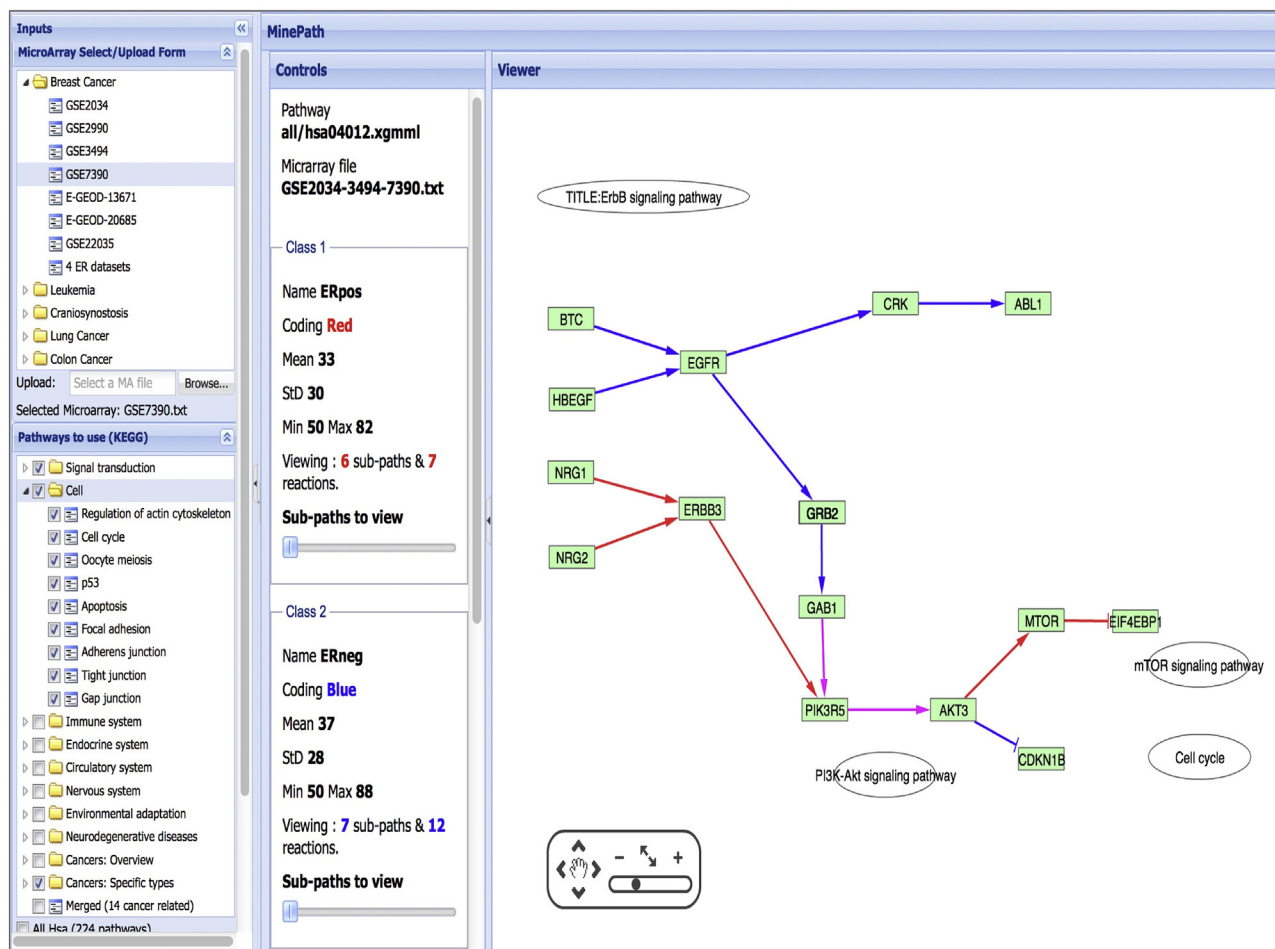 Inputs
MicroArray Select/Upload Form
Breast Cancer
GSE2034
GSE2990
GSE3494
GSE7390
E-GEOD-13671
E-GEOD-20685
GSE22035
4 ER datasets
Leukemia
Craniosynostosis
Lung Cancer
Colon Cancer
Upload: Select a MA file Browse...
Selected Microarray: GSE7390.txt
Pathways to use (KEGG)
Signal transduction
Cell
Regulation of actin cytoskeleton
Cell cycle
Oocyte meiosis
p53
Apoptosis
Focal adhesion
Adherens junction
Tight junction
Gap junction
Immune system
Endocrine system
Circulatory system
Nervous system
Environmental adaptation
Neurodegenerative diseases
Cancers: Overview
Cancers: Specific types
Merged (14 cancer related)
All Hsa (224 pathways)
MinePath
Controls
Pathway
all/hsa04012.xgmml
Micrarray file
GSE2034-3494-7390.txt
Class 1
Name ERpos
Coding Red
Mean 33
StD 30
Min 50 Max 82
Viewing : 6 sub-paths & 7
reactions.
Sub-paths to view
Class 2
Name ERneg
Coding Blue
Mean 37
StD 28
Min 50 Max 88
Viewing : 7 sub-paths & 12
reactions.
Sub-paths to view
Viewer
TITLE:ErbB signaling pathway
CRK
ABL1
BTC
EGFR
HBEGF
NRG1
ERBB3
GRB2
NRG2
GAB1
MTOR
EIF4EBP1
mTOR signaling pathway
PIK3R5
AKT3
CDKN1B
Cell cycle
PI3K-Akt signaling pathway